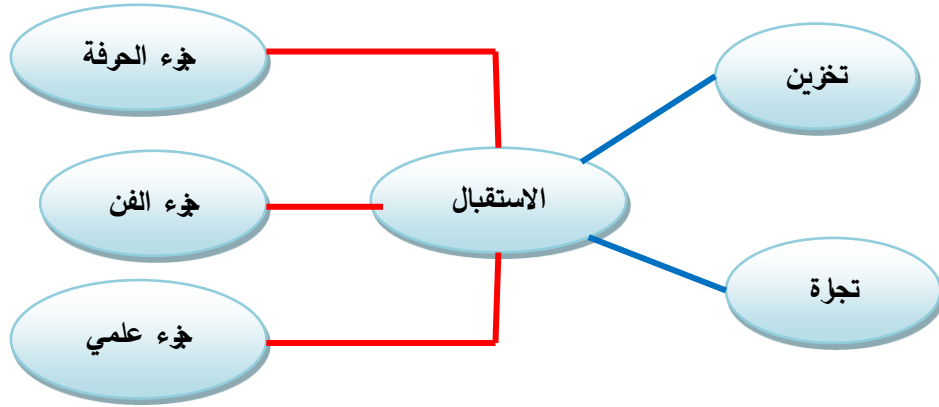 جزء الحرفة
تخزين
الاستقبال
جزء الفن
تجارة
جزء علمي